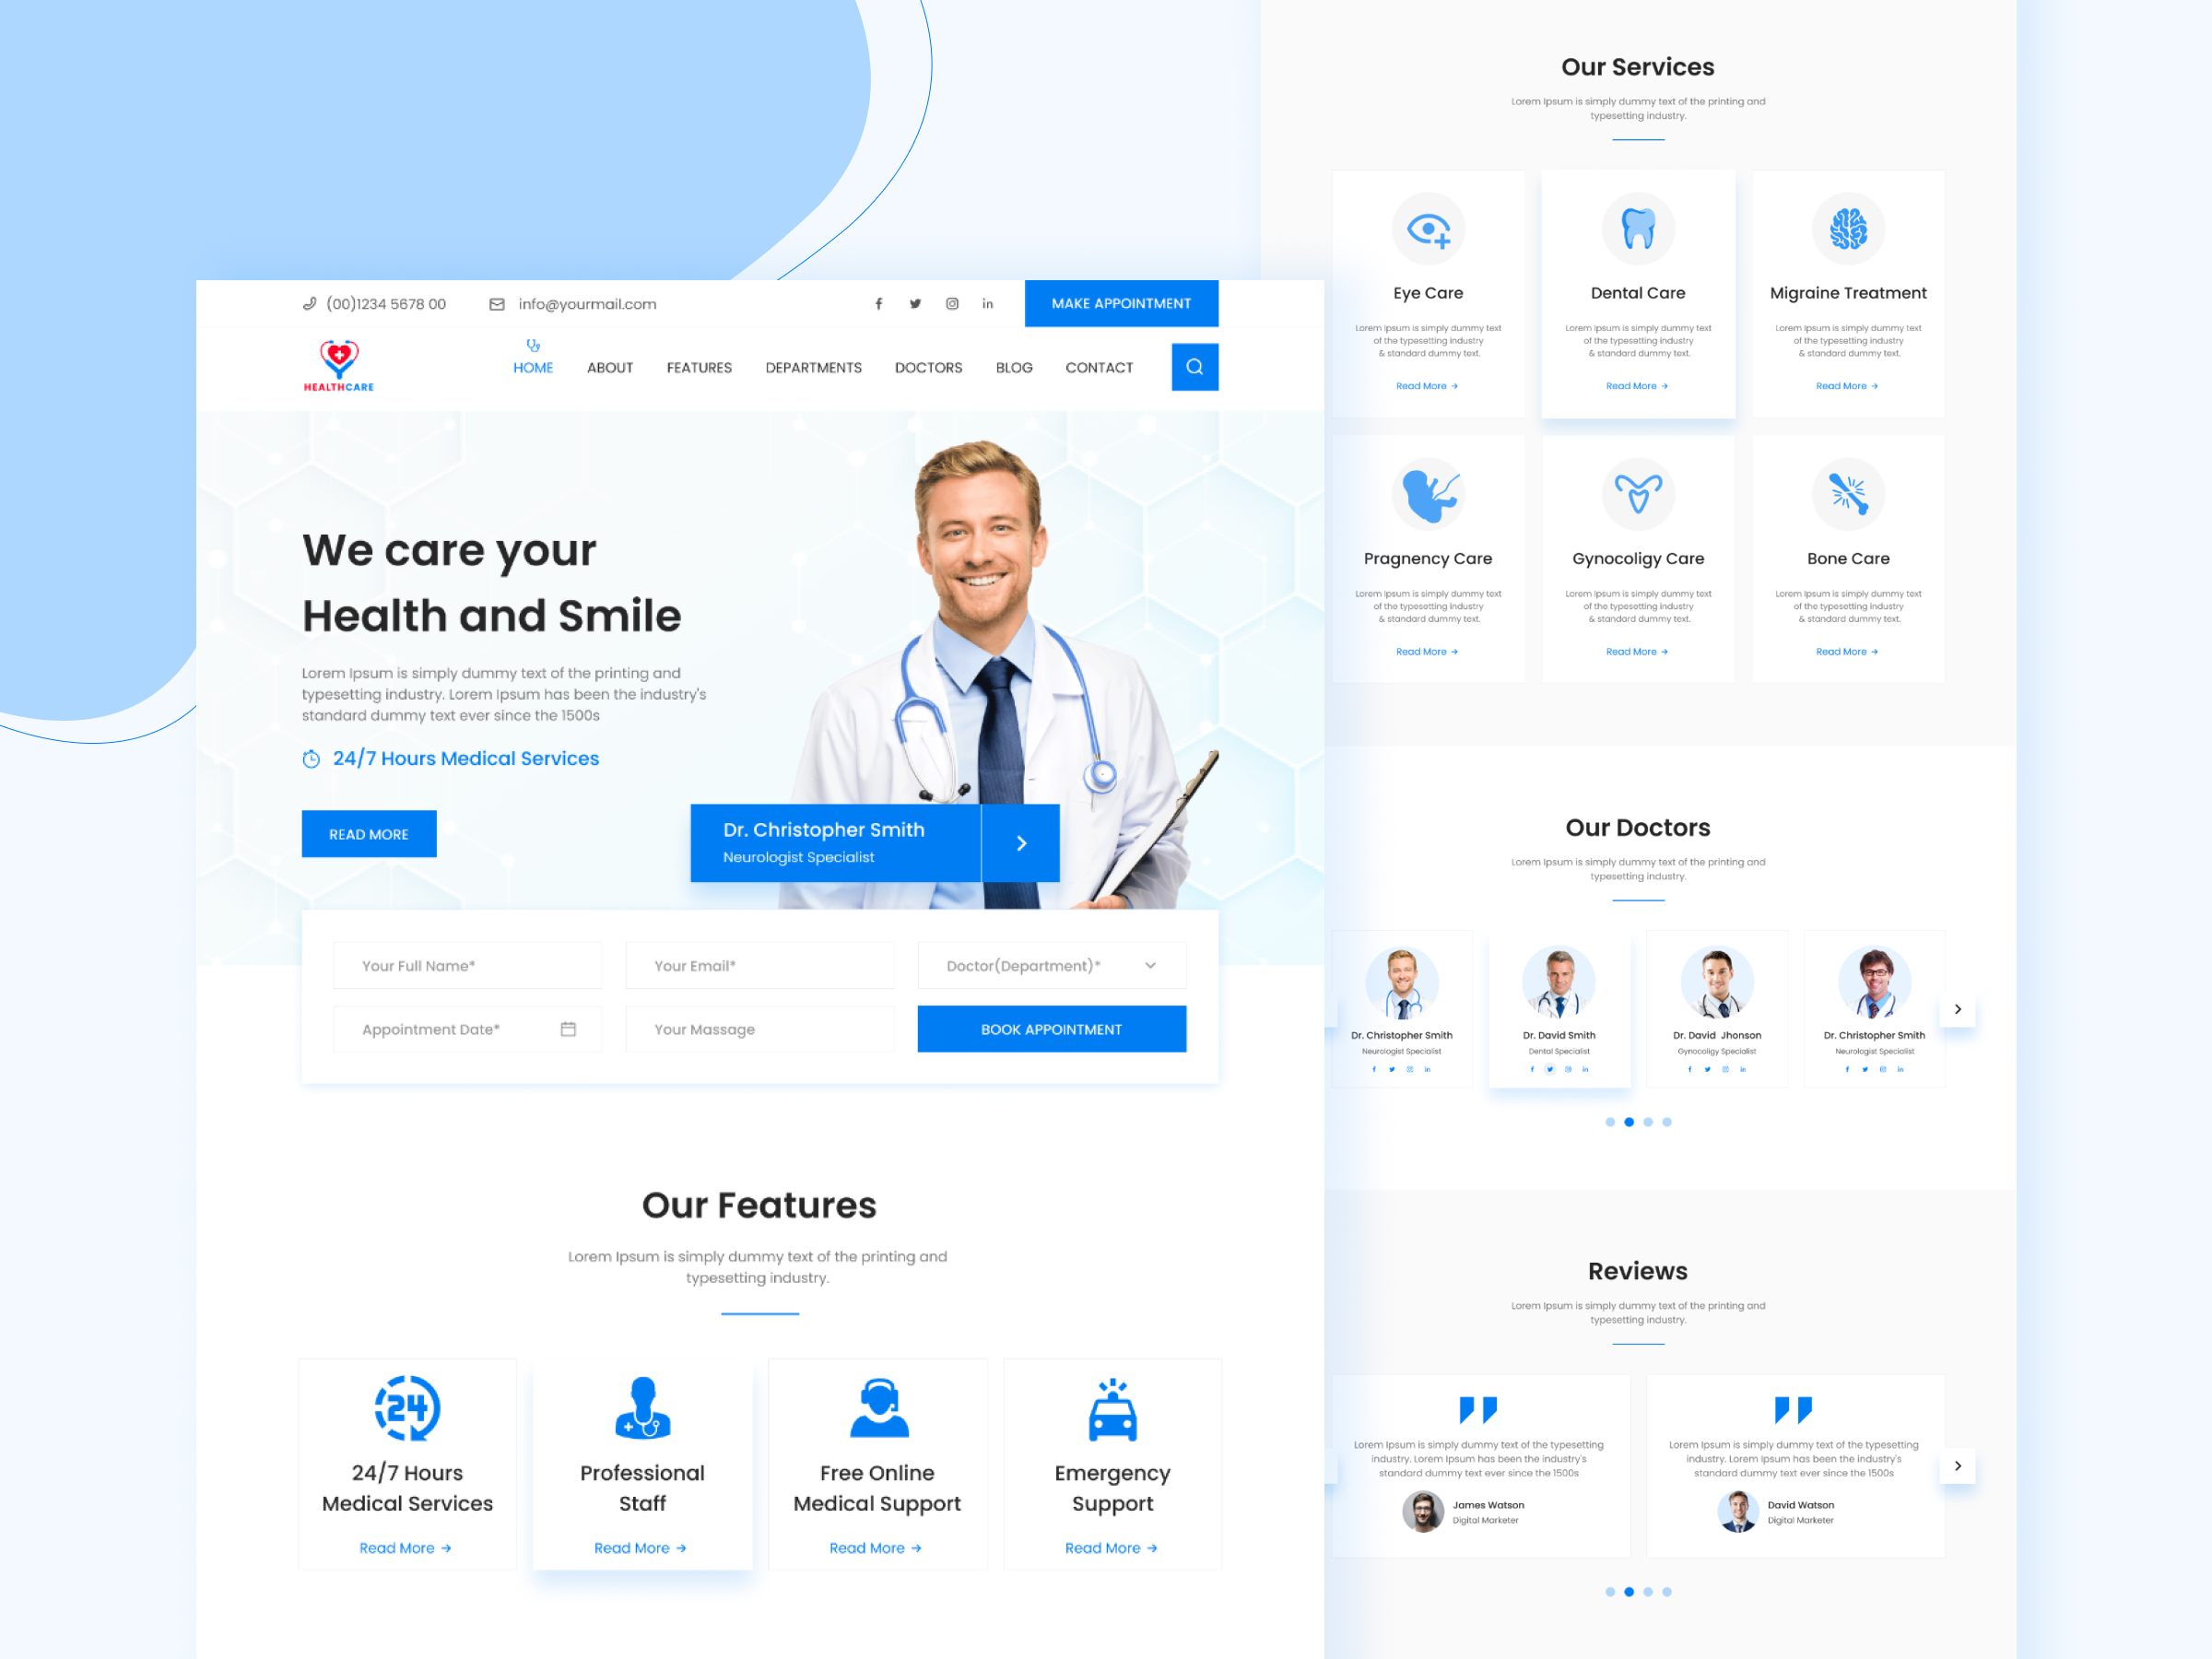 (00)1234 5678 00
info@yourmail.com
MAKE APPOINTMENT
HEALTHCARE
HOME
ABOUT
FEATURES
DEPARTMENTS
DOCTORS
BLOG
CONTACT
We care your
Health and Smile
Lorem Ipsum is simply dummy text of the printing and
typesetting industry. Lorem Ipsum has been the industry's
standard dummy text ever since the 1500s
24/7 Hours Medical Services
READ MORE
Dr. Christopher Smith
Neurologist Specialist
Your Full Name*
Your Email*
Doctor(Department)*
Appointment Date*
Your Massage
BOOK APPOINTMENT
Our Features
Lorem Ipsum is simply dummy text of the printing and
typesetting industry.
24
24/7 Hours
Medical Services
Read More →
Professional
Staff
Read More →
Free Online
Medical Support
Read More →
Emergency
Support
Read More →
Our Services
Lorem Ipsum is simply dummy text of the printing and
typesetting industry.
Eye Care
Lorem Ipsum is simply dummy text
of the typesetting industry
& standard dummy text.
Read More →
Dental Care
Lorem Ipsum is simply dummy text
of the typesetting industry
& standard dummy text.
Read More →
Migraine Treatment
Lorem Ipsum is simply dummy text
of the typesetting industry
& standard dummy text.
Read More →
Pragnency Care
Lorem Ipsum is simply dummy text
of the typesetting industry
& standard dummy text.
Read More →
Gynocoligy Care
Lorem Ipsum is simply dummy text
of the typesetting industry
& standard dummy text.
Read More →
Bone Care
Lorem Ipsum is simply dummy text
of the typesetting industry
& standard dummy text.
Read More →
Our Doctors
Lorem Ipsum is simply dummy text of the printing and
typesetting industry.
Dr. Christopher Smith
Neurologist Specialist
Dr. David Smith
Dental Specialist
Dr. David Jhonson
Gynocoligy Specialist
Dr. Christopher Smith
Neurologist Specialist
Reviews
Lorem Ipsum is simply dummy text of the printing and
typesetting industry.
Lorem Ipsum is simply dummy text of the typesetting
industry. Lorem Ipsum has been the industry's
standard dummy text ever since the 1500s
James Watson
Digital Marketer
Lorem Ipsum is simply dummy text of the typesetting
industry. Lorem Ipsum has been the industry's
standard dummy text ever since the 1500s
David Watson
Digital Marketer